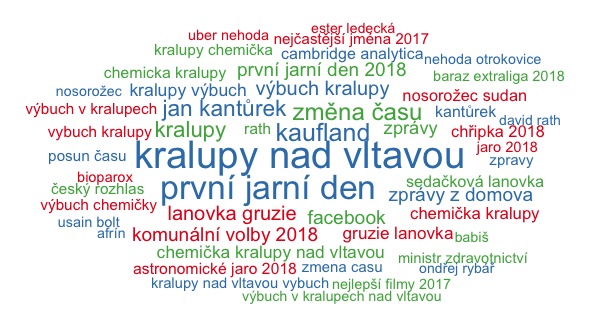 ester ledecká
uber nehoda nejčastější jména 2017
kralupy chemička cambridge analytica nehoda otrokovice
chemicka kralupy první jarní den 2018 baraz extraliga 2018
nosorožec kralupy výbuch výbuch kralupy nosorožec sudan
výbuch v kralupech jan kantůrek změna času kantůrek david rath
vybuch kralupy kralupy rath kaufland zprávy chřipka 2018
posun času kralupy nad vltavou jaro 2018
zpravy
bioparox první jarní den sedačková lanovka
český rozhlas zprávy z domova
výbuch chemičky lanovka gruzie facebook chemička kralupy
usain bolt
afrín komunální volby 2018 gruzie lanovka babiš
chemička kralupy nad vltavou ministr zdravotnictví
astronomické jaro 2018 zmena casu ondřej rybář
kralupy nad vltavou vybuch nejlepší filmy 2017
výbuch v kralupech nad vltavou